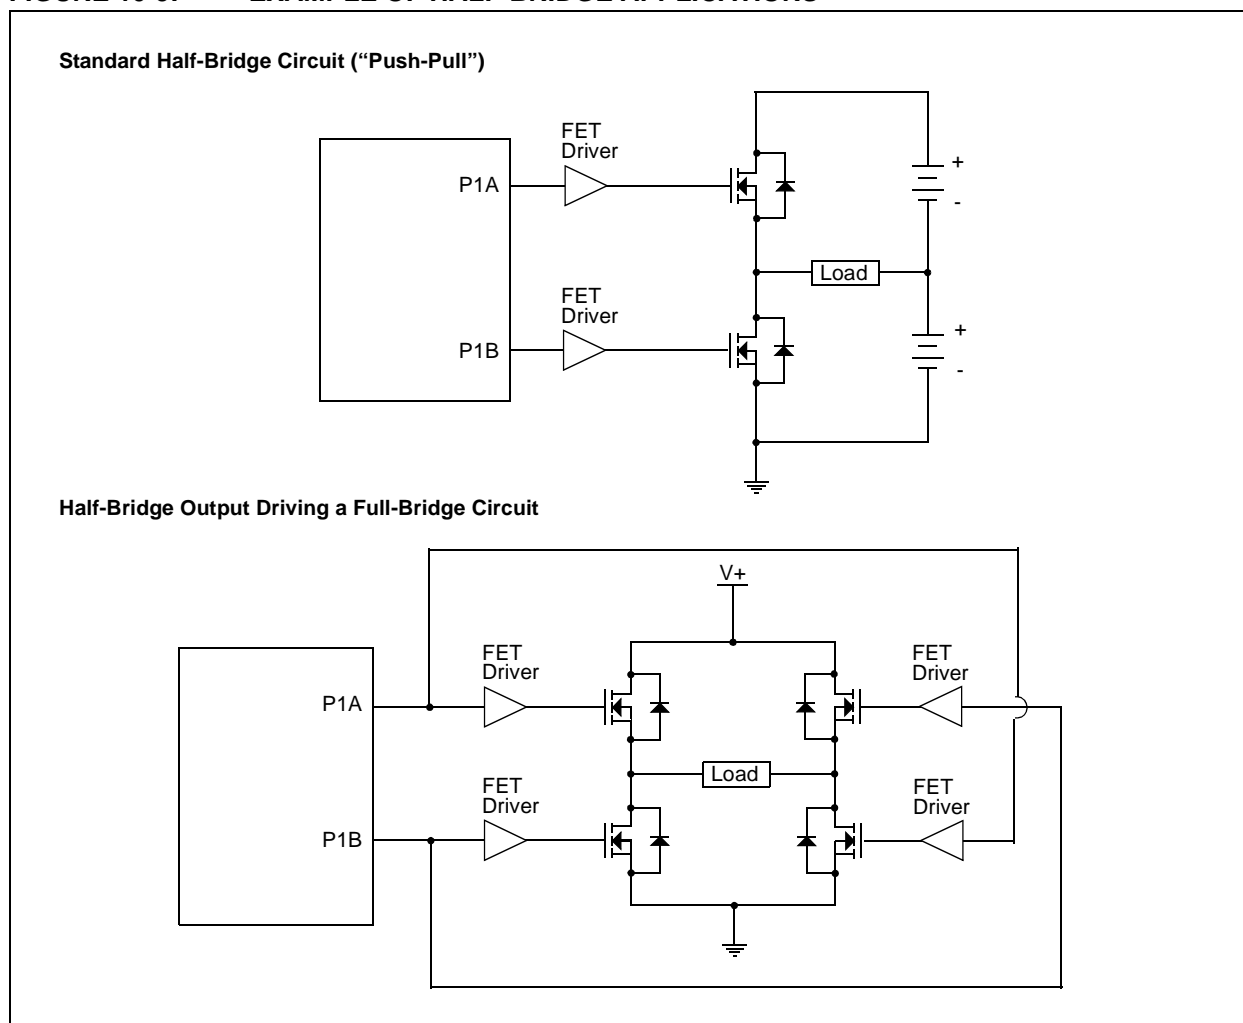 Standard Half-Bridge Circuit (“Push-Pull”)
FET
Driver
P1A
+
-
Load
FET
Driver
P1B
+
-
Half-Bridge Output Driving a Full-Bridge Circuit
V+
FET
Driver
P1A
FET
Driver
Load
FET
Driver
P1B
FET
Driver